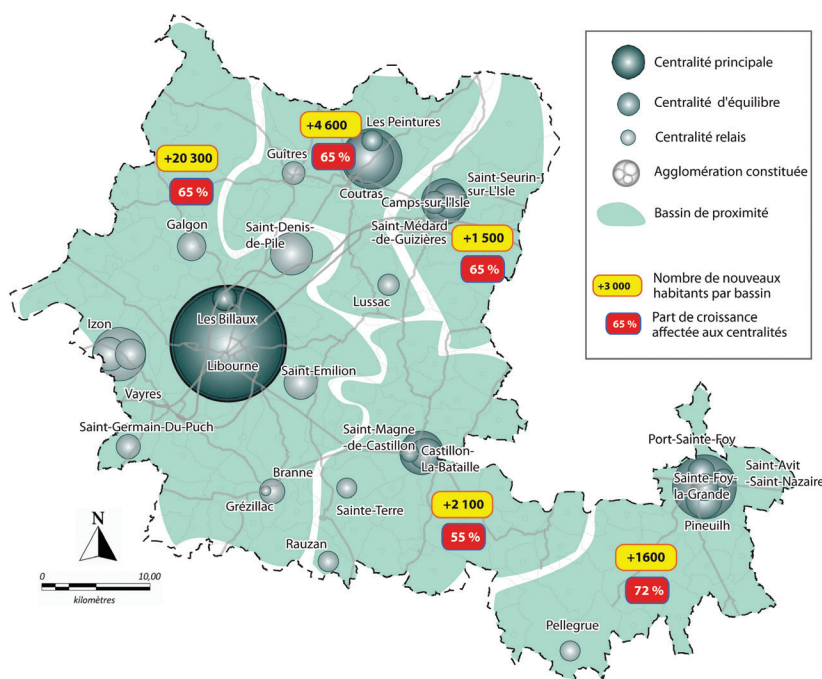 Centralité principale
Centralité d'équilibre
Centralité relais
Agglomération constituée
Bassin de proximité
+3 000
Nombre de nouveaux
habitants par bassin
65 %
Part de croissance
affectée aux centralités
+4 600
65 %
Les Peintures
Coutras
+20 300
65 %
Guîtres
Galgon
Saint-Denis-
de-Pile
Saint-Seurin-
sur-L'Isle
Camps-sur-l'Isle
Saint-Médard
-de-Guizières
+1 500
65 %
Lussac
Les Billaux
Libourne
Izon
Vayres
Saint-Emilion
Saint-Germain-Du-Puch
Saint-Magne
-de-Castillon
Castillon-
La-Bataille
Branne
Grézillac
Sainte-Terre
Rauzan
+2 100
55 %
Port-Sainte-Foy
Saint-Avit
-Saint-Nazaire
Sainte-Foy-
la-Grande
Pineuilh
+1600
72 %
Pellegrue
N
0
10,00
kilomètres